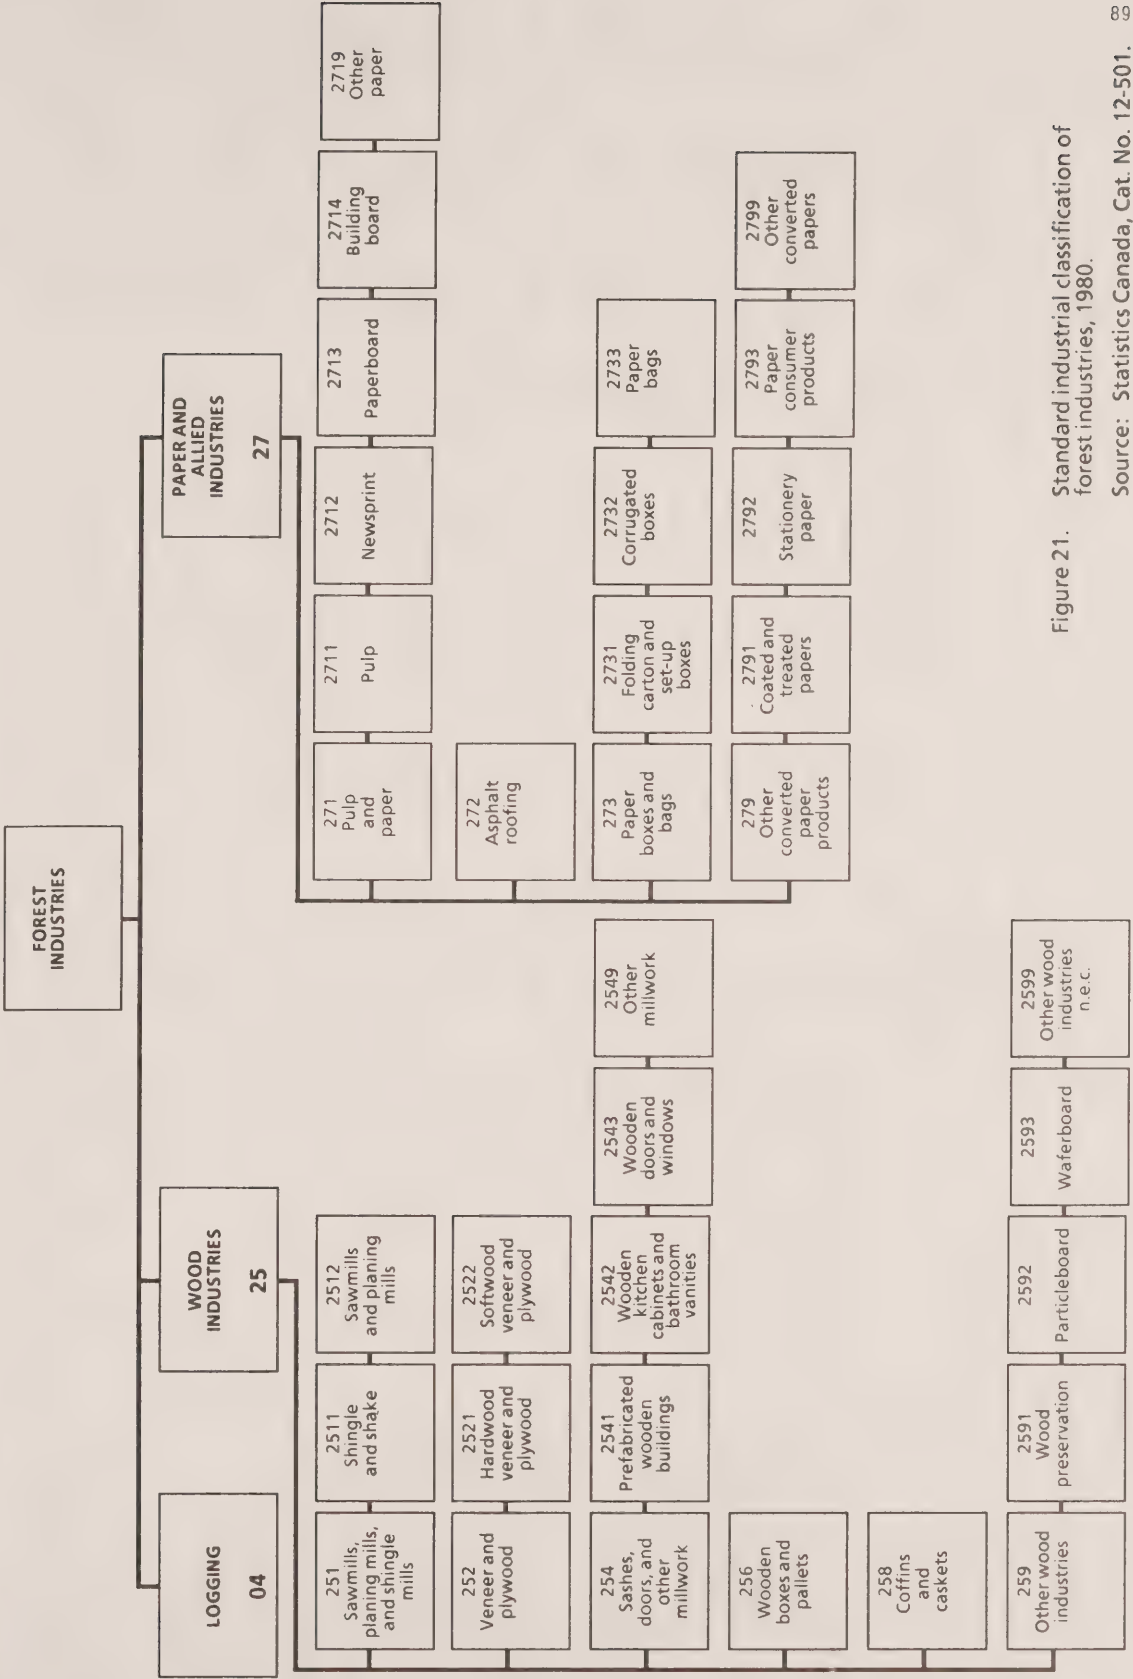 FOREST
INDUSTRIES
LOGGING
04
WOOD
INDUSTRIES
25
PAPER AND
ALLIED
INDUSTRIES
27
251
Sawmills,
planing mills,
and shingle
mills
2511
Shingle
and shake
2512
Sawmills
and planing
mills
252
Veneer and
plywood
2521
Hardwood
veneer and
plywood
2522
Softwood
veneer and
plywood
254
Sashes,
doors, and
other
millwork
2541
Prefabricated
wooden
buildings
2542
Wooden
kitchen
cabinets and
bathroom
vanities
2543
Wooden
doors and
windows
2549
Other
millwork
256
Wooden
boxes and
pallets
258
Coffins
and
caskets
259
Other wood
industries
2591
Wood
preservation
2592
Particleboard
2593
Waferboard
2599
Other wood
industries
n.e.c.
271
Pulp
and
paper
2711
Pulp
2712
Newsprint
2713
Paperboard
2714
Building
board
2719
Other
paper
272
Asphalt
roofing
273
Paper
boxes and
bags
2731
Folding
carton and
set-up
boxes
2732
Corrugated
boxes
2733
Paper
bags
279
Other
converted
paper
products
2791
Coated and
treated
papers
2792
Stationery
paper
2793
Paper
consumer
products
2799
Other
converted
papers
Figure 21. Standard industrial classification of
forest industries, 1980.
Source: Statistics Canada, Cat. No. 12-501.
89